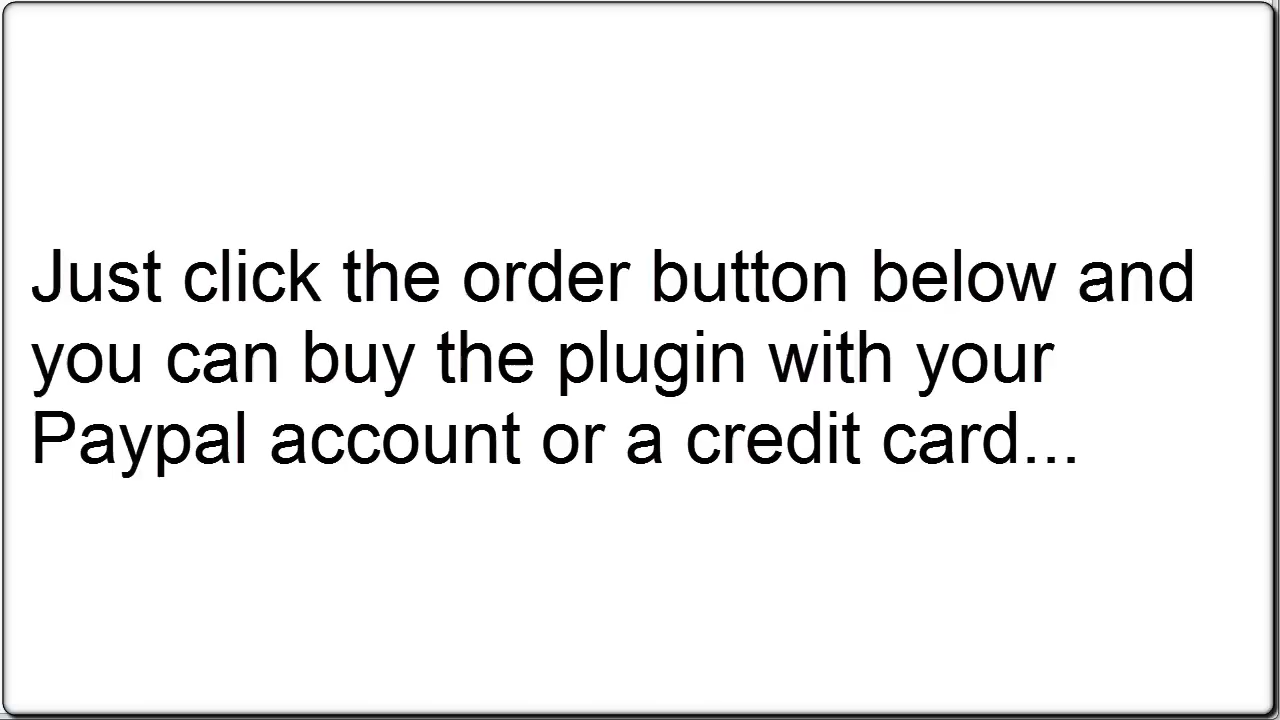 Just click the order button below and
you can buy the plugin with your
Paypal account or a credit card...